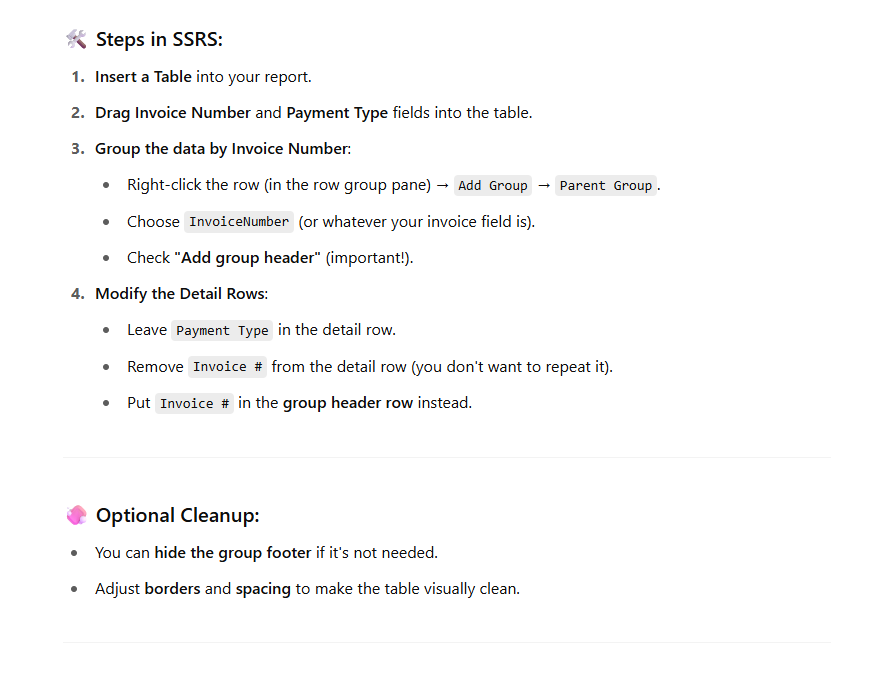 🛠️ Steps in SSRS:
1. Insert a Table into your report.
2. Drag Invoice Number and Payment Type fields into the table.
3. Group the data by Invoice Number:
• Right-click the row (in the row group pane) → Add Group → Parent Group.
• Choose InvoiceNumber (or whatever your invoice field is).
• Check "Add group header" (important!).
4. Modify the Detail Rows:
• Leave Payment Type in the detail row.
• Remove Invoice # from the detail row (you don't want to repeat it).
• Put Invoice # in the group header row instead.
Optional Cleanup:
• You can hide the group footer if it's not needed.
• Adjust borders and spacing to make the table visually clean.